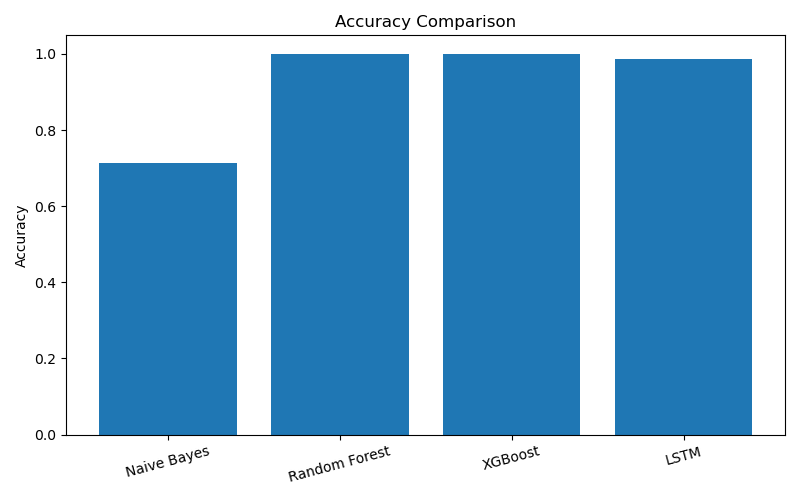 Accuracy Comparison
Accuracy
1.0
0.8
0.6
0.4
0.2
0.0
Naive Bayes
Random Forest
XGBoost
LSTM